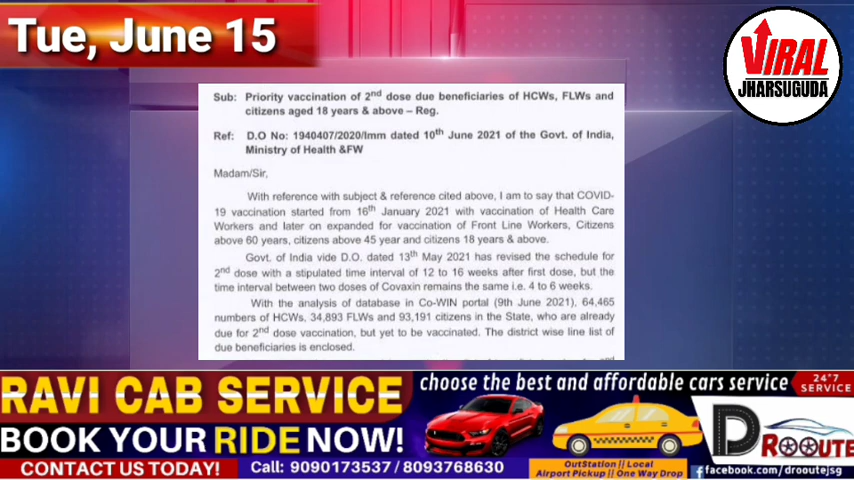 Tue, June 15
VIRAL
JHARSUGUDA
Sub: Priority vaccination of 2nd dose due beneficiaries of HCWs, FLWs and
citizens aged 18 years & above – Reg.
Ref: D.O No: 1940407/2020/Imm dated 10th June 2021 of the Govt. of India,
Ministry of Health &FW
Madam/Sir,
With reference with subject & reference cited above, I am to say that COVID-
19 vaccination started from 16th January 2021 with vaccination of Health Care
Workers and later on expanded for vaccination of Front Line Workers, Citizens
above 60 years, citizens above 45 year and citizens 18 years & above.
Govt. of India vide D.O. dated 13th May 2021 has revised the schedule for
2nd dose with a stipulated time interval of 12 to 16 weeks after first dose, but the
time interval between two doses of Covaxin remains the same i.e. 4 to 6 weeks.
With the analysis of database in Co-WIN portal (9th June 2021), 64,465
numbers of HCWs, 34,893 FLWs and 93,191 citizens in the State, who are already
due for 2nd dose vaccination, but yet to be vaccinated. The district wise line list of
due beneficiaries is enclosed.
RAVI CAB SERVICE
BOOK YOUR RIDE NOW!
CONTACT US TODAY! Call: 9090173537 / 8093768630
choose the best and affordable cars service
24*7
SERVICE
OutStation || Local
Airport Pickup || One Way Drop
DROOUTE
facebook.com/drooutejsg